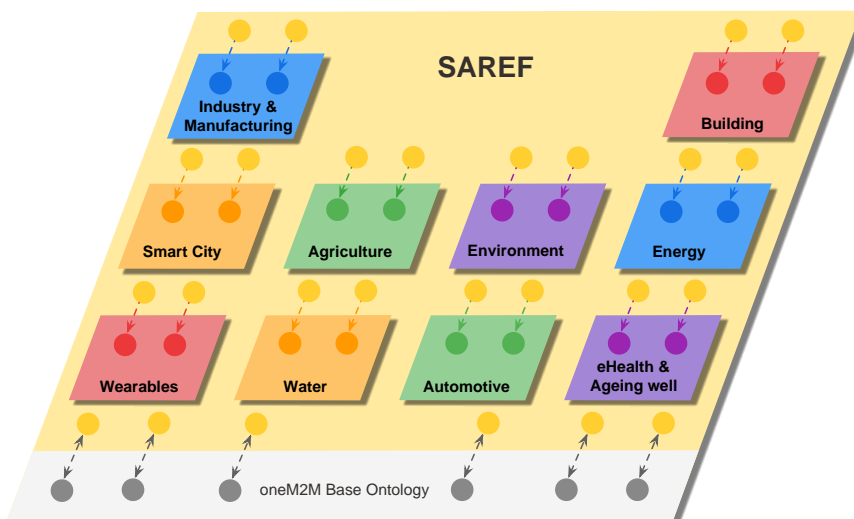 SAREF
Industry &
Manufacturing
Building
Smart City
Agriculture
Environment
Energy
Wearables
Water
Automotive
eHealth &
Ageing well
oneM2M Base Ontology